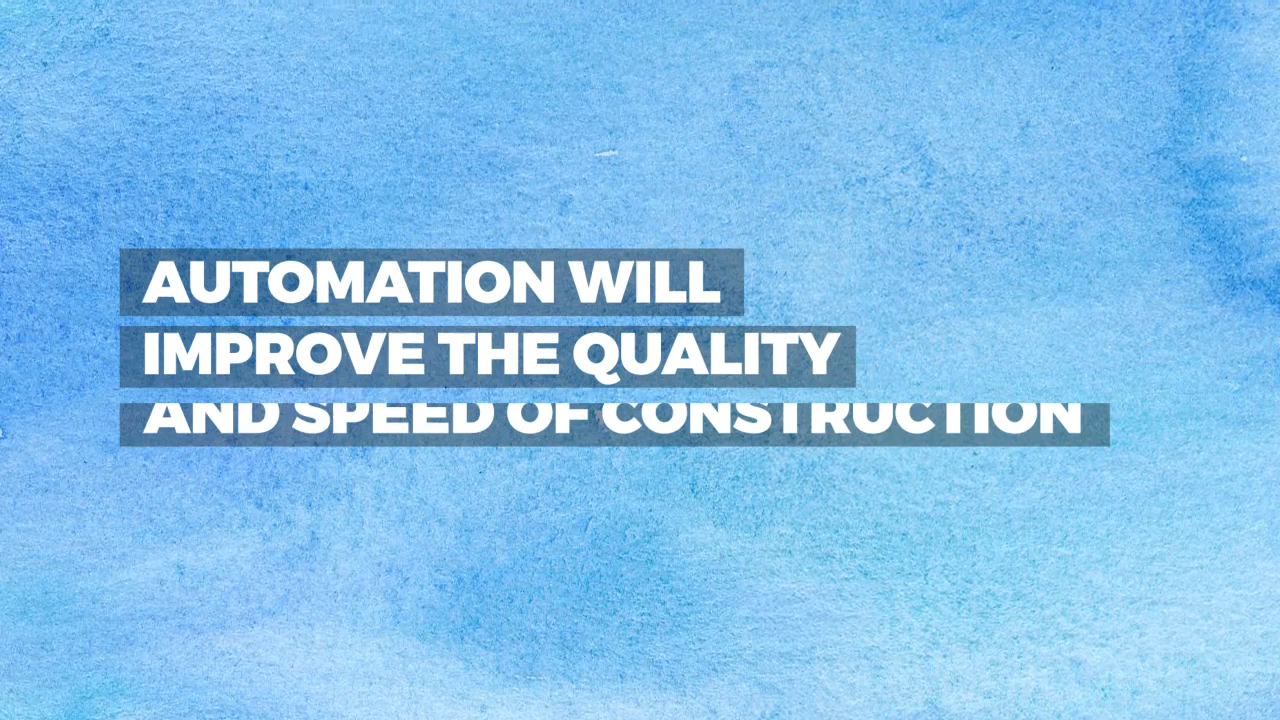 AUTOMATION WILL
IMPROVE THE QUALITY
AND SPEED OF CONSTRUCTION